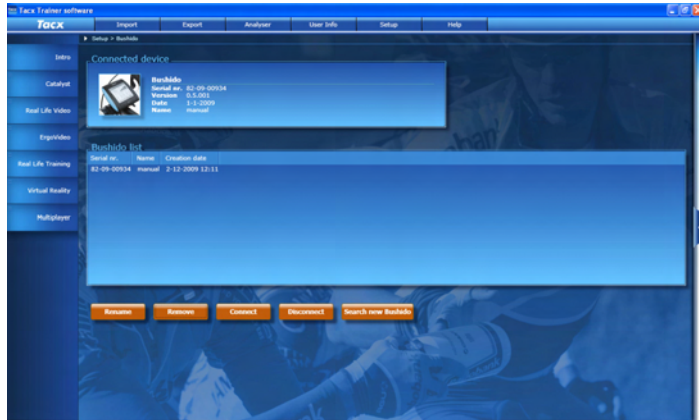 Tacx Trainer software
Tacx Import Export Analyser User Info Setup Help
Setup > Bushido
Intro
Catalyst
Real Life Video
ErgoVideo
Real Life Training
Virtual Reality
Multiplayer
Connected device
Bushido
Serial nr. 82-09-00934
Version 0.5.001
Date 1-1-2009
Name manual
Bushido list
Serial nr. Name Creation date
82-09-00934 manual 2-12-2009 12:11
Rename Remove Connect Disconnect Search new Bushido